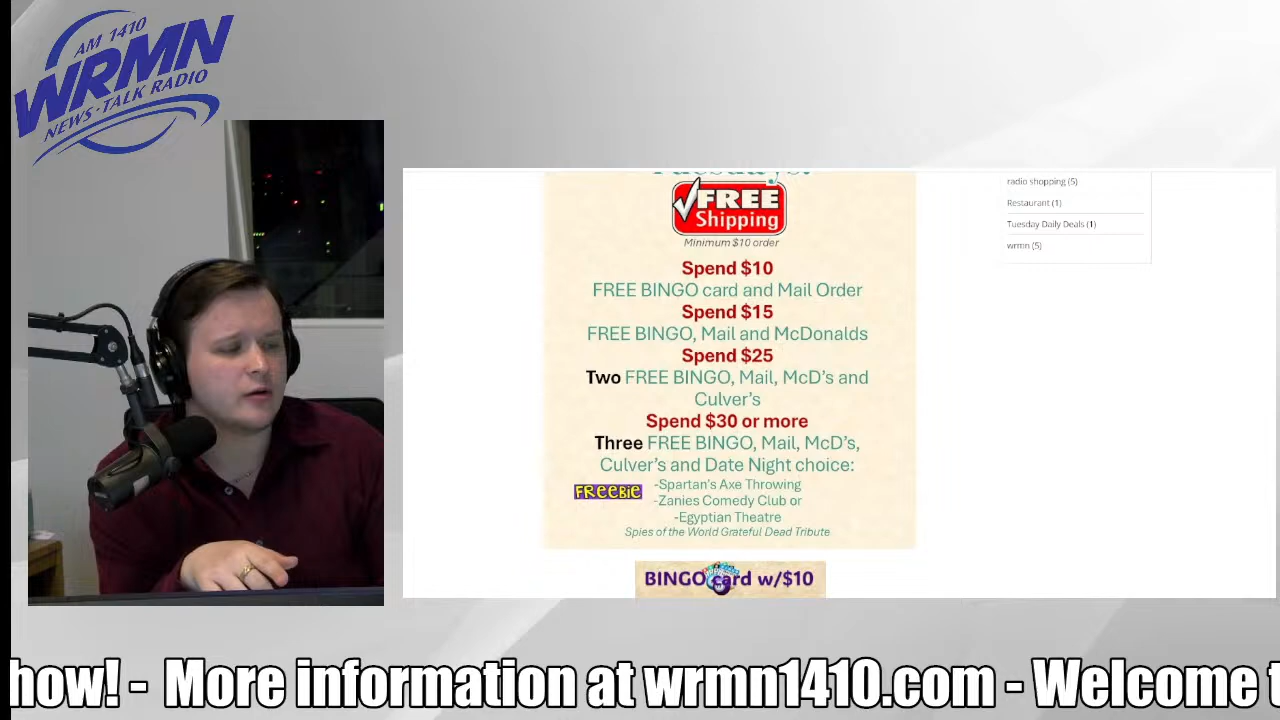 AM 1410
WRMN
NEWS·TALK RADIO
Tuesdays!
FREE
Shipping
Minimum $10 order
Spend $10
FREE BINGO card and Mail Order
Spend $15
FREE BINGO, Mail and McDonalds
Spend $25
Two FREE BINGO, Mail, McD's and
Culver's
Spend $30 or more
Three FREE BINGO, Mail, McD's,
Culver's and Date Night choice:
FREEBIE
-Spartan's Axe Throwing
-Zanies Comedy Club or
-Egyptian Theatre
Spies of the World Grateful Dead Tribute
BINGO card w/$10
radio shopping (5)
Restaurant (1)
Tuesday Daily Deals (1)
wrmn (5)
how! - More information at wrmn1410.com - Welcome t